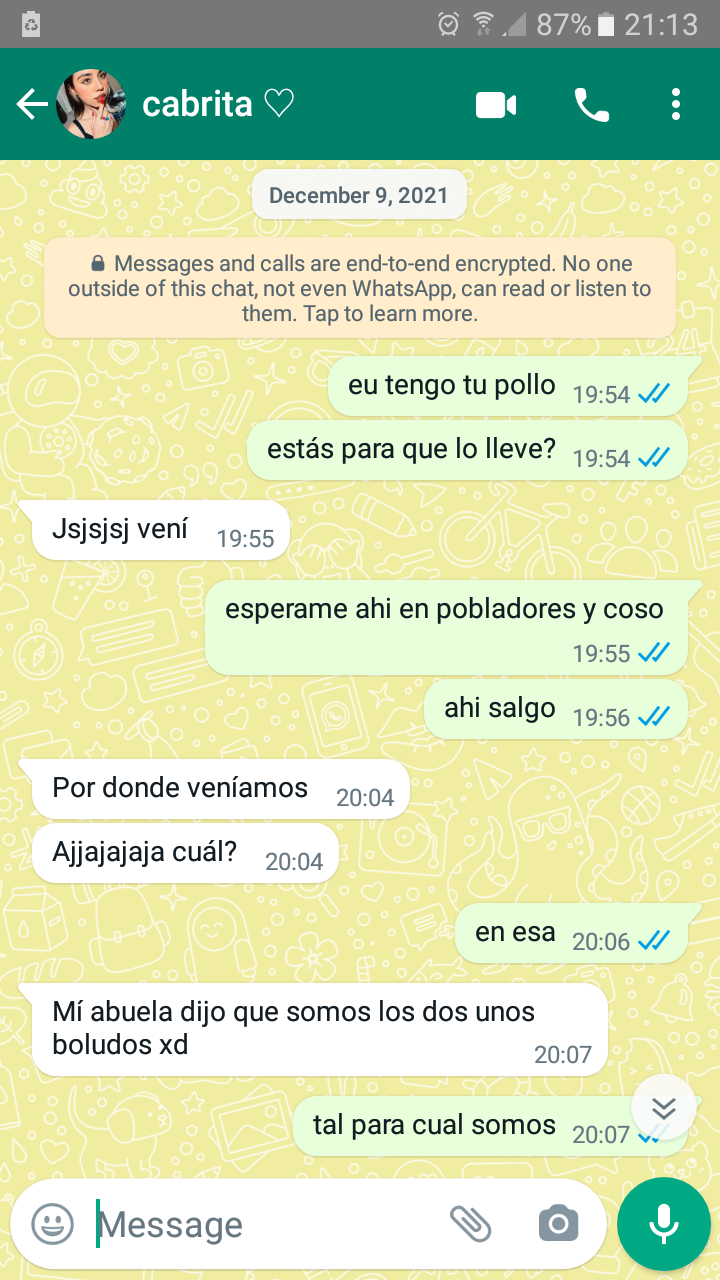 87% 21:13
cabrita ♡
December 9, 2021
Messages and calls are end-to-end encrypted. No one
outside of this chat, not even WhatsApp, can read or listen to
them. Tap to learn more.
eu tengo tu pollo 19:54
estás para que lo lleve? 19:54
Jsjsjsj vení 19:55
esperame ahi en pobladores y coso
19:55
ahi salgo 19:56
Por donde veníamos 20:04
Ajjajajaja cuál? 20:04
en esa 20:06
Mí abuela dijo que somos los dos unos
boludos xd 20:07
tal para cual somos 20:07
Message